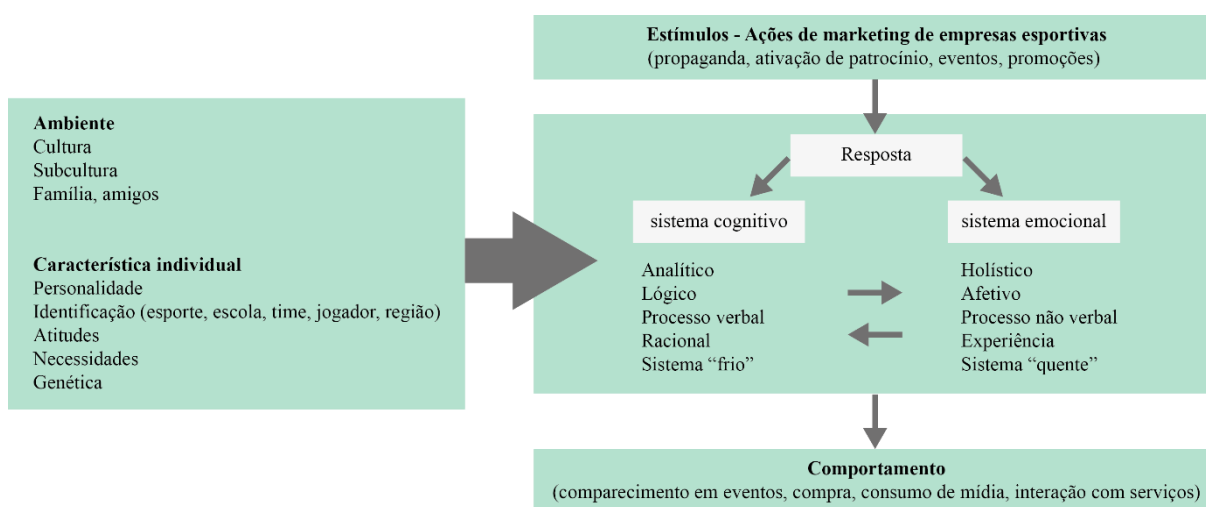 Estímulos - Ações de marketing de empresas esportivas
(propaganda, ativação de patrocínio, eventos, promoções)
Ambiente
Cultura
Subcultura
Família, amigos
Característica individual
Personalidade
Identificação (esporte, escola, time, jogador, região)
Atitudes
Necessidades
Genética
Resposta
sistema cognitivo
Analítico
Lógico
Processo verbal
Racional
Sistema “frio”
sistema emocional
Holístico
Afetivo
Processo não verbal
Experiência
Sistema “quente”
Comportamento
(comparecimento em eventos, compra, consumo de mídia, interação com serviços)